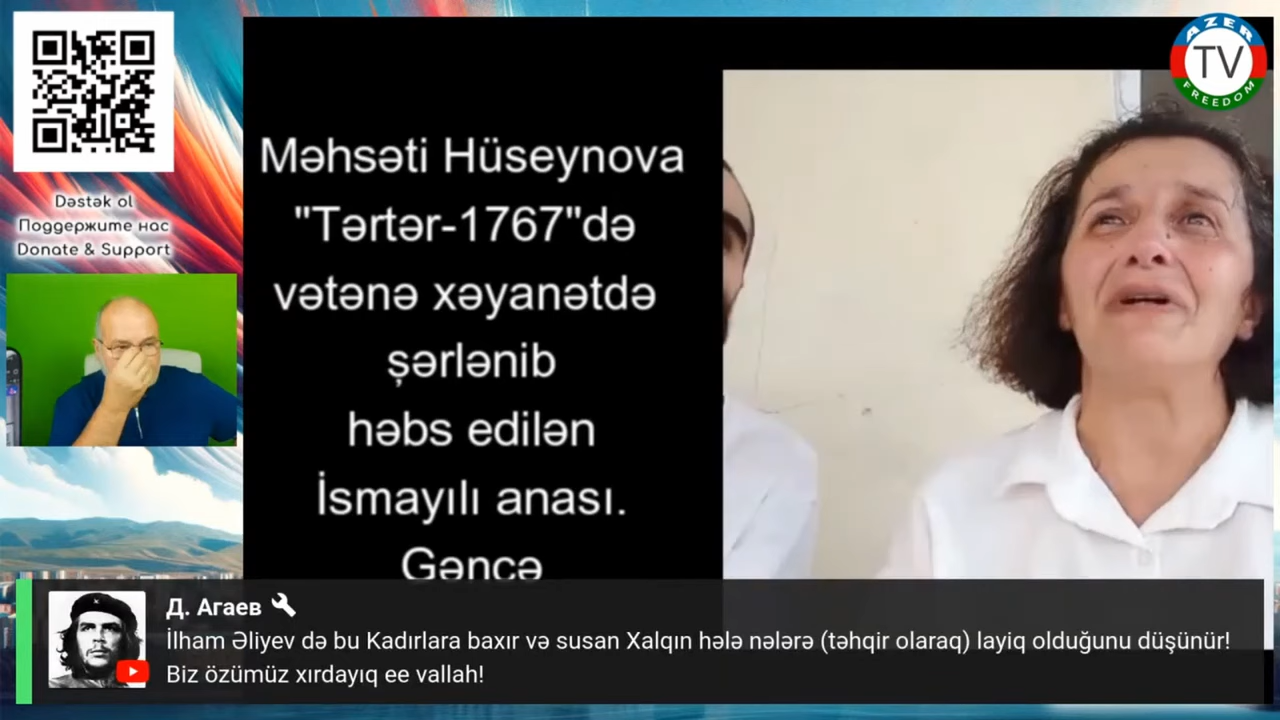 AZER
TV
FREEDOM
Dəstək ol
Поддержите нас
Donate & Support
Məhsəti Hüseynova
"Tərtər-1767"də
vətənə xəyanətdə
şərlənib
həbs edilən
İsmayılı anası.
Gəncə
Д. Агаев
İlham Əliyev də bu Kadırlara baxır və susan Xalqın hələ nələrə (təhqir olaraq) layiq olduğunu düşünür!
Biz özümüz xırdayıq ee vallah!